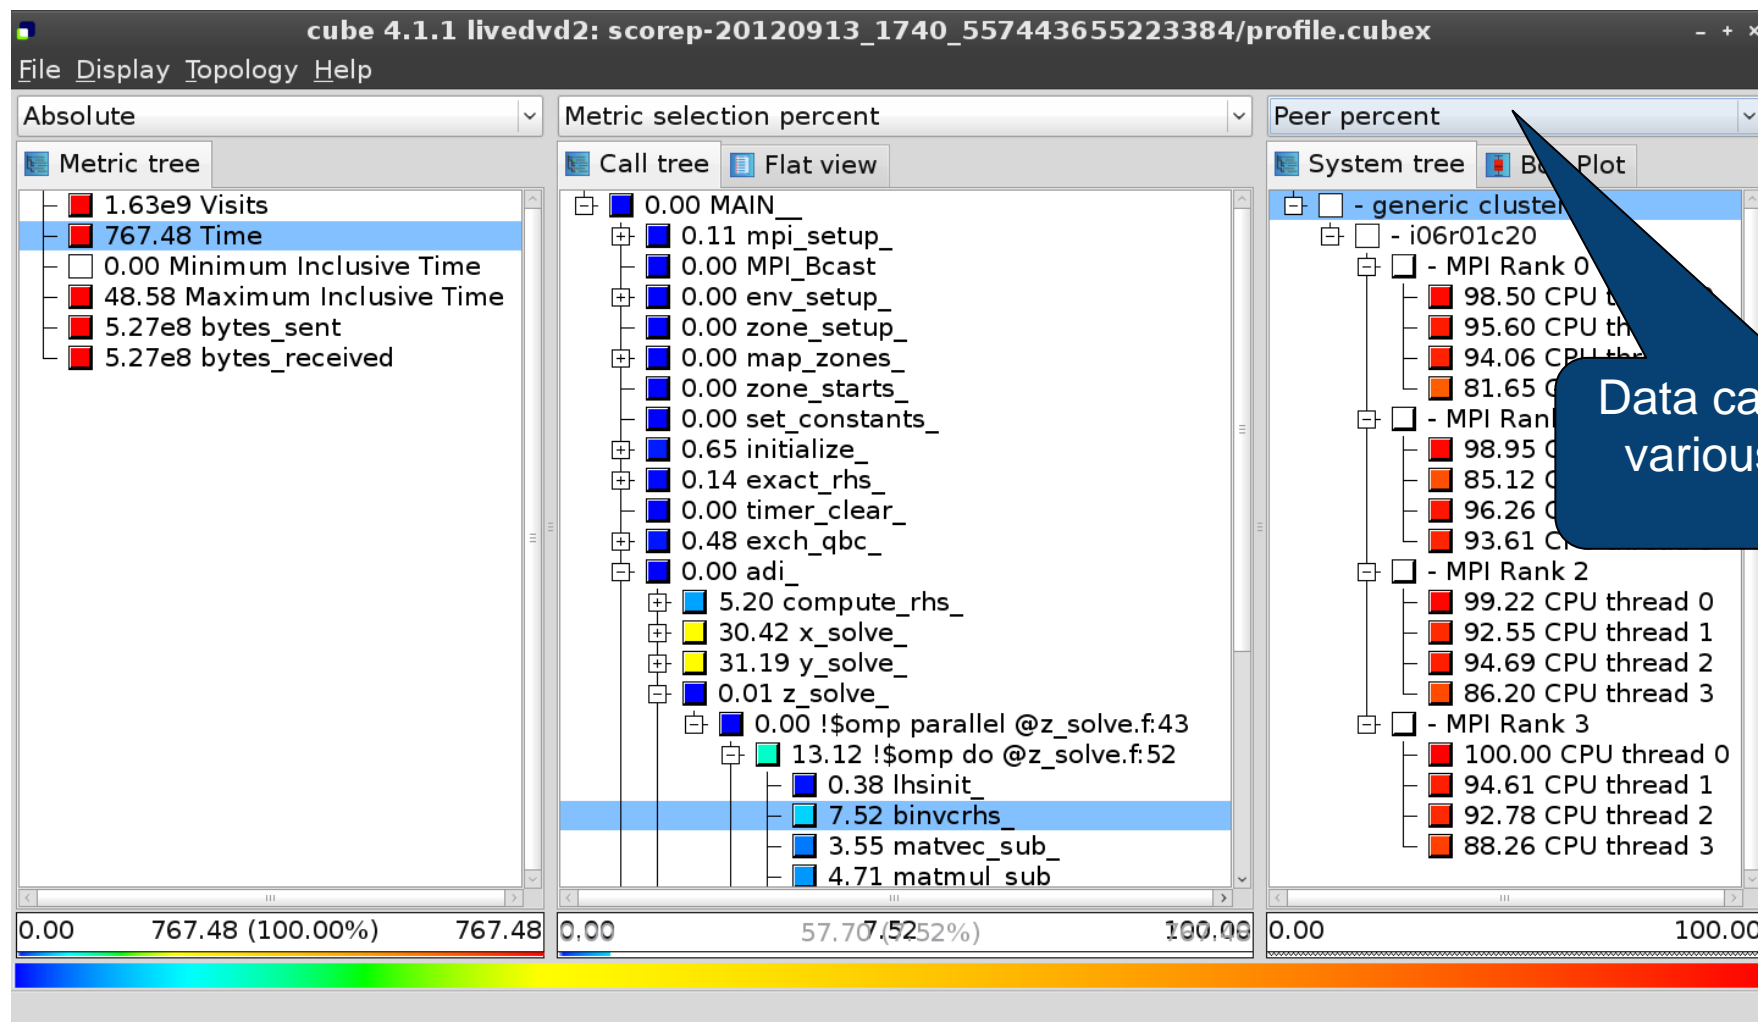 cube 4.1.1 livedvd2: scorep-20120913_1740_557443655223384/profile.cubex
File Display Topology Help
Absolute
Metric tree
1.63e9 Visits
767.48 Time
0.00 Minimum Inclusive Time
48.58 Maximum Inclusive Time
5.27e8 bytes_sent
5.27e8 bytes_received
0.00 767.48 (100.00%) 767.48
Metric selection percent
Call tree Flat view
0.00 MAIN__
0.11 mpi_setup_
0.00 MPI_Bcast
0.00 env_setup_
0.00 zone_setup_
0.00 map_zones_
0.00 zone_starts_
0.00 set_constants_
0.65 initialize_
0.14 exact_rhs_
0.00 timer_clear_
0.48 exch_qbc_
0.00 adi_
5.20 compute_rhs_
30.42 x_solve_
31.19 y_solve_
0.01 z_solve_
0.00 !$omp parallel @z_solve.f:43
13.12 !$omp do @z_solve.f:52
0.38 lhsinit_
7.52 binvcrhs_
3.55 matvec_sub_
4.71 matmul_sub
0.00 7.52 100.00
Peer percent
System tree Plot
- generic cluster
- i06r01c20
- MPI Rank 0
98.50 CPU
95.60 CPU
94.06 CPU
81.65
- MPI Rank
98.95
85.12
96.26
93.61
- MPI Rank 2
99.22 CPU thread 0
92.55 CPU thread 1
94.69 CPU thread 2
86.20 CPU thread 3
- MPI Rank 3
100.00 CPU thread 0
94.61 CPU thread 1
92.78 CPU thread 2
88.26 CPU thread 3
0.00 100.00
Data ca
various